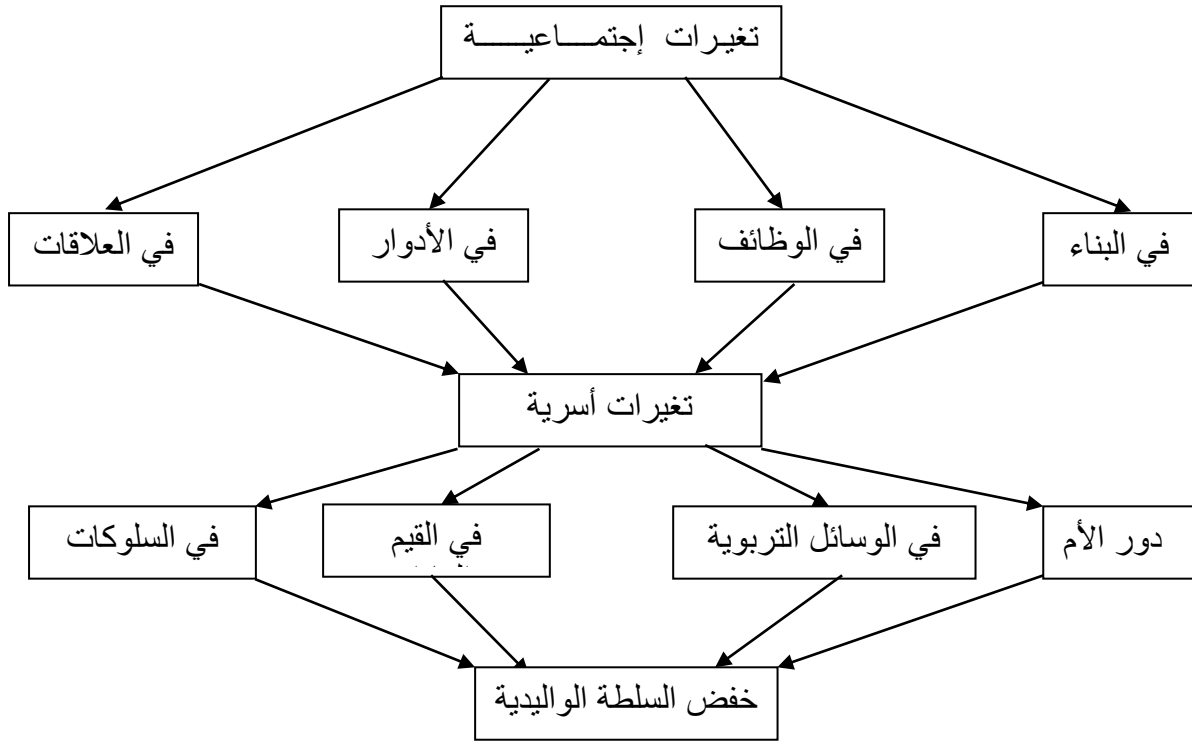 تغيرات إجتماعية
في البناء
في الوظائف
في الأدوار
في العلاقات
تغيرات أسرية
دور الأم
في الوسائل التربوية
في القيم
في السلوكات
خفض السلطة الواليدية